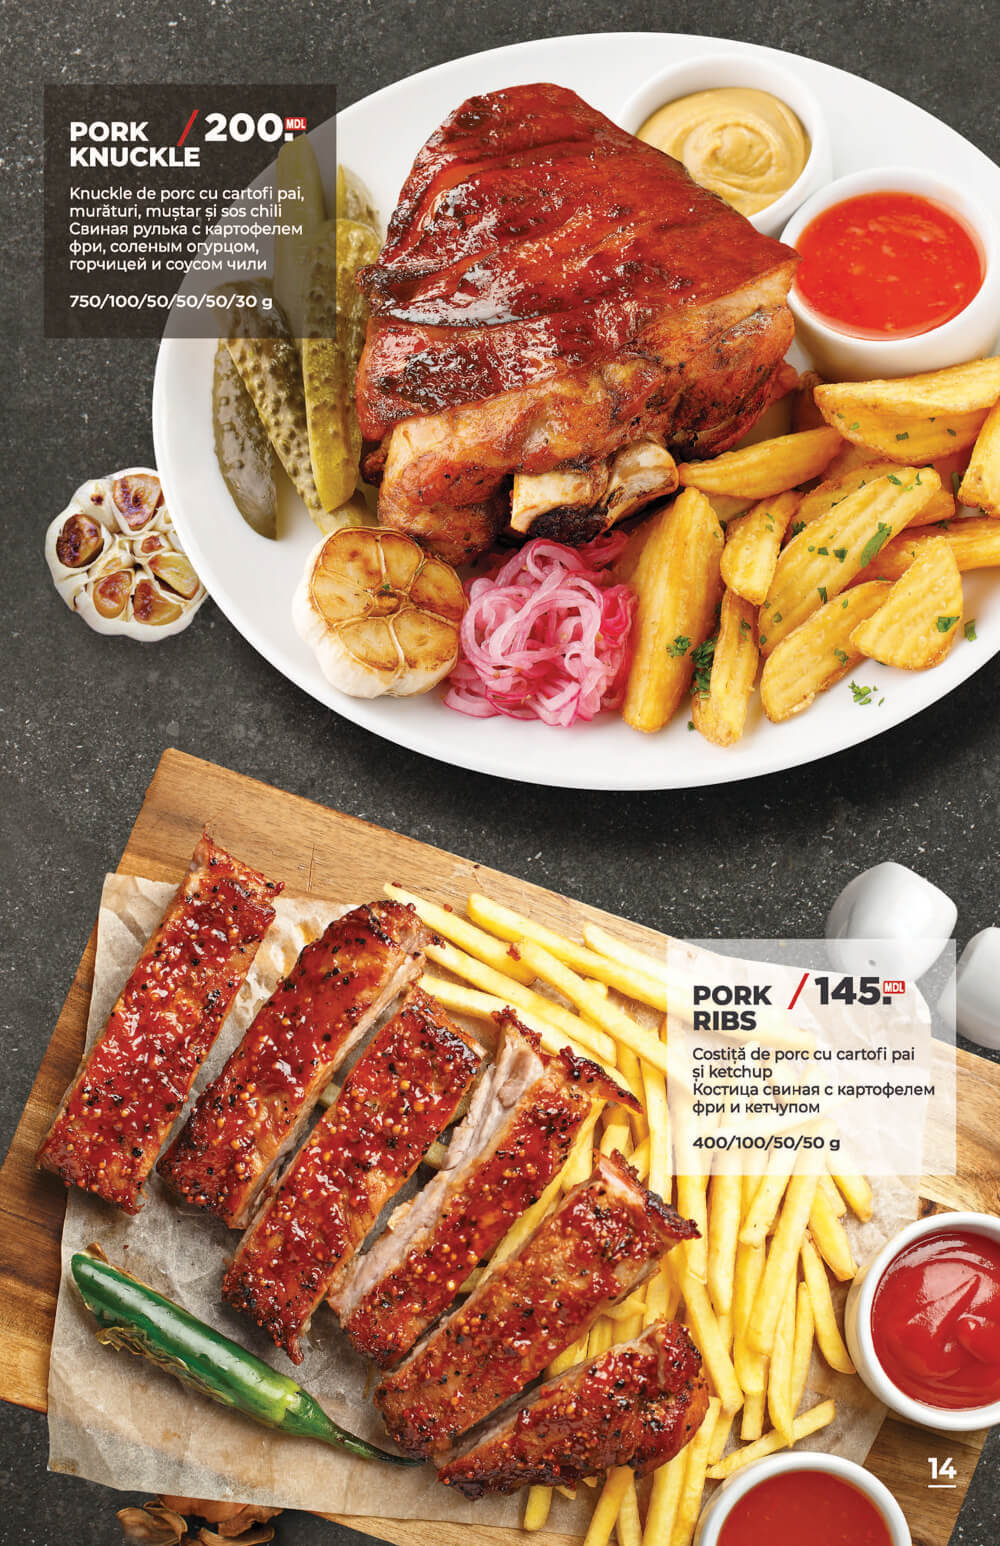 PORK / 200. MDL
KNUCKLE
Knuckle de porc cu cartofi pai,
murături, muștar și sos chili
Свиная рулька с картофелем
фри, соленым огурцом,
горчицей и соусом чили
750/100/50/50/50/30 g
PORK / 145. MDL
RIBS
Costiță de porc cu cartofi pai
și ketchup
Костица свиная с картофелем
фри и кетчупом
400/100/50/50 g
14